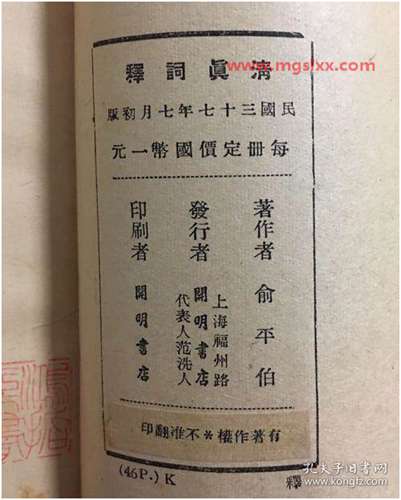 www.mgslxx.com
清眞詞釋
民國三十七年七月初版
每冊定價國幣一元
著作者　俞平伯
發行者　上海福州路
開明書店
代表人范洗人
印刷者　開明書店
有著作權*不准翻印
(46P.) K
釋
孔夫子旧书网
www.kongfz.com